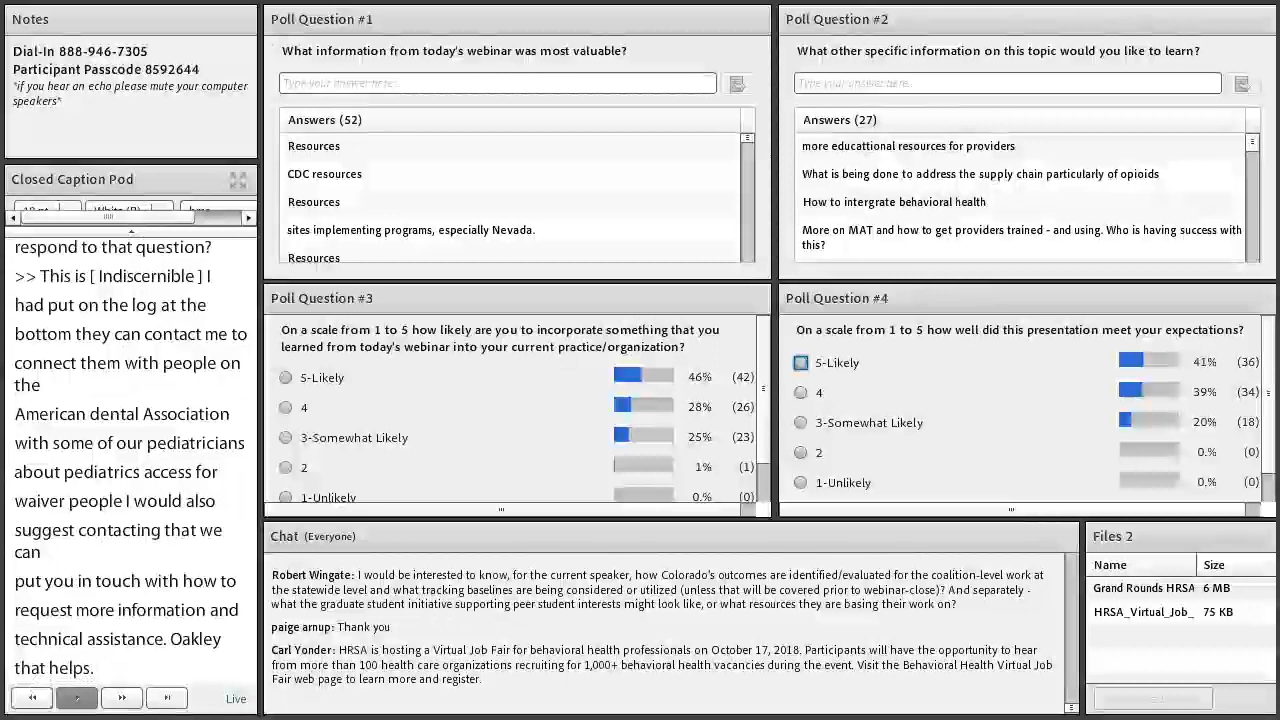 Notes
Dial-In 888-946-7305
Participant Passcode 8592644
*if you hear an echo please mute your computer
speakers*
Closed Caption Pod
respond to that question?
>> This is [ Indiscernible ] I
had put on the log at the
bottom they can contact me to
connect them with people on
the
American dental Association
with some of our pediatricians
about pediatrics access for
waiver people I would also
suggest contacting that we
can
put you in touch with how to
request more information and
technical assistance. Oakley
that helps.
Live
Poll Question #1
What information from today's webinar was most valuable?
Type your answer here...
Answers (52)
Resources
CDC resources
Resources
sites implementing programs, especially Nevada.
Resources
Poll Question #2
What other specific information on this topic would you like to learn?
Type your answer here...
Answers (27)
more educattional resources for providers
What is being done to address the supply chain particularly of opioids
How to intergrate behavioral health
More on MAT and how to get providers trained - and using. Who is having success with
this?
Poll Question #3
On a scale from 1 to 5 how likely are you to incorporate something that you
learned from today's webinar into your current practice/organization?
5-Likely 46% (42)
4 28% (26)
3-Somewhat Likely 25% (23)
2 1% (1)
1-Unlikely 0.% (0)
Poll Question #4
On a scale from 1 to 5 how well did this presentation meet your expectations?
5-Likely 41% (36)
4 39% (34)
3-Somewhat Likely 20% (18)
2 0.% (0)
1-Unlikely 0.% (0)
Chat (Everyone)
Robert Wingate: I would be interested to know, for the current speaker, how Colorado's outcomes are identified/evaluated for the coalition-level work at
the statewide level and what tracking baselines are being considered or utilized (unless that will be covered prior to webinar-close)? And separately -
what the graduate student initiative supporting peer student interests might look like, or what resources they are basing their work on?
paige arnup: Thank you
Carl Yonder: HRSA is hosting a Virtual Job Fair for behavioral health professionals on October 17, 2018. Participants will have the opportunity to hear
from more than 100 health care organizations recruiting for 1,000+ behavioral health vacancies during the event. Visit the Behavioral Health Virtual Job
Fair web page to learn more and register.
Files 2
Name Size
Grand Rounds HRSA 6 MB
HRSA_Virtual_Job_ 75 KB